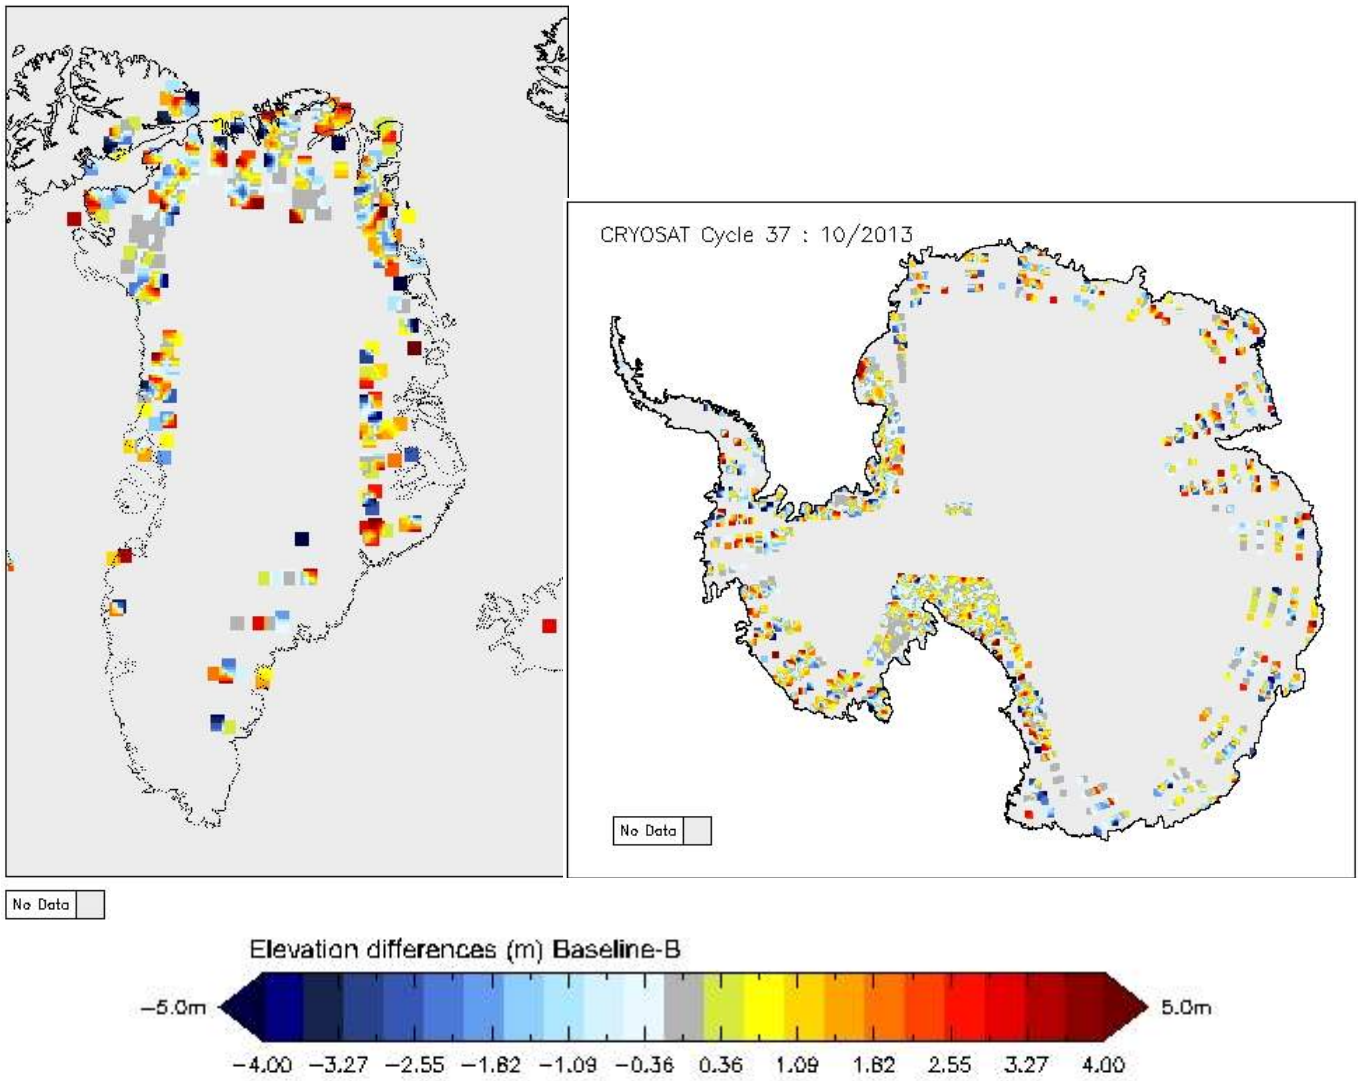 CRYOSAT Cycle 37 : 10/2013
No Data
No Data
Elevation differences (m) Baseline-B
-5.0m
5.0m
-4.00 -3.27 -2.55 -1.82 -1.09 -0.36 0.36 1.09 1.82 2.55 3.27 4.00